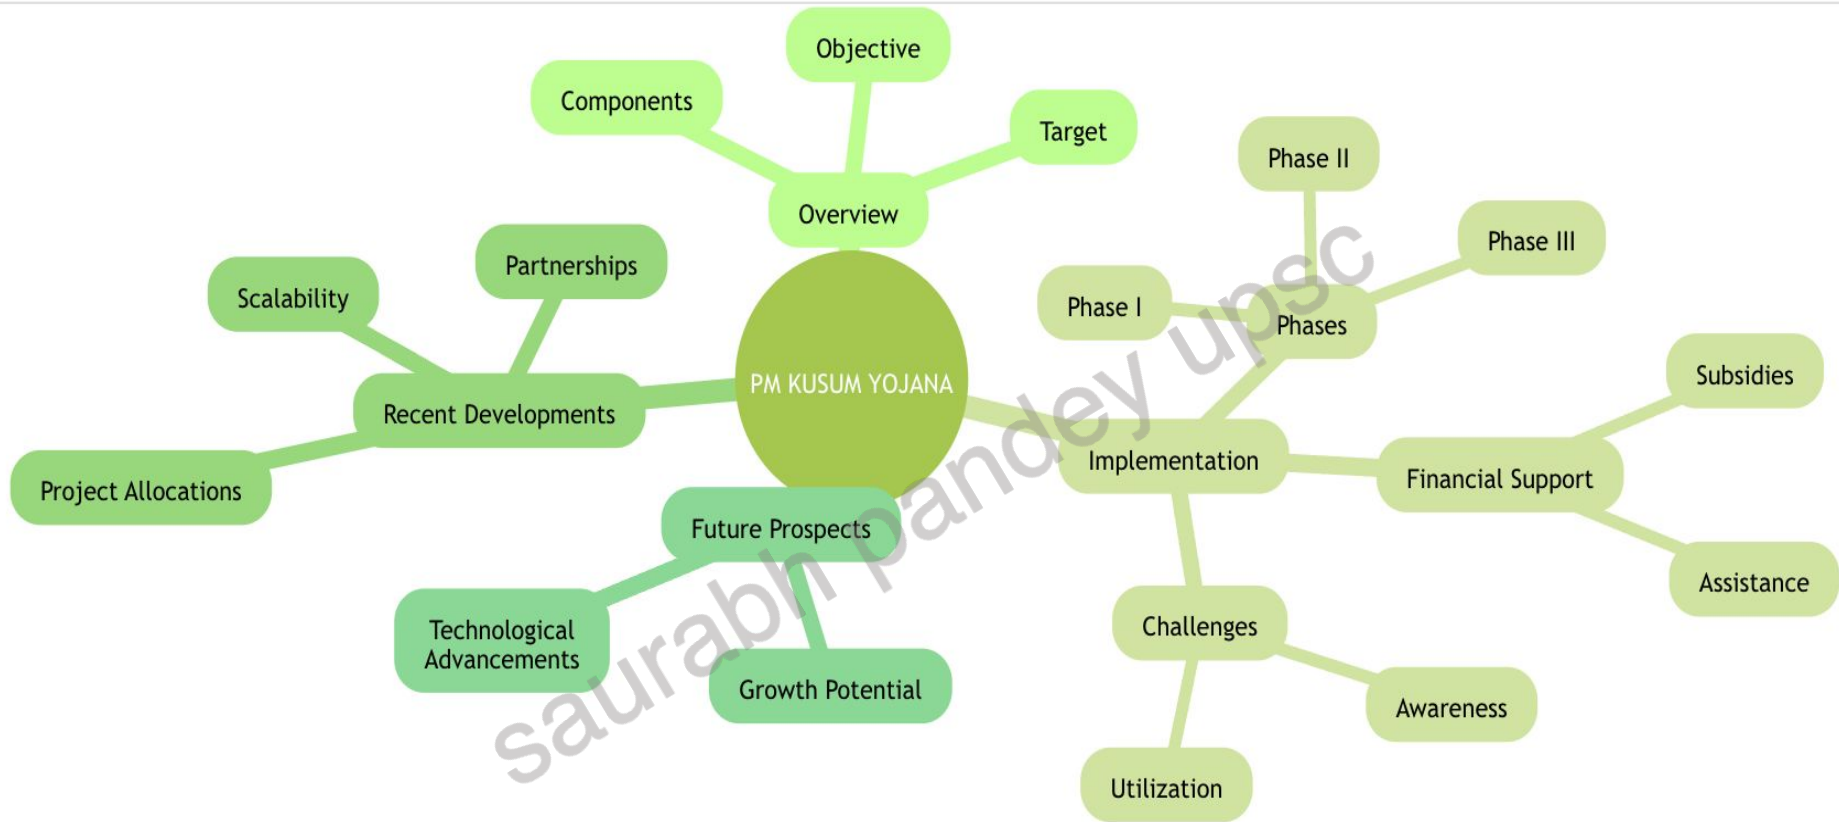 Objective
Components
Target
Phase II
Overview
Phase III
Partnerships
Scalability
Phase I
Phases
Subsidies
PM KUSUM YOJANA
Recent Developments
Implementation
Financial Support
Project Allocations
Future Prospects
Assistance
Technological
Advancements
Challenges
Growth Potential
Awareness
Utilization
saurabh pandey upsc